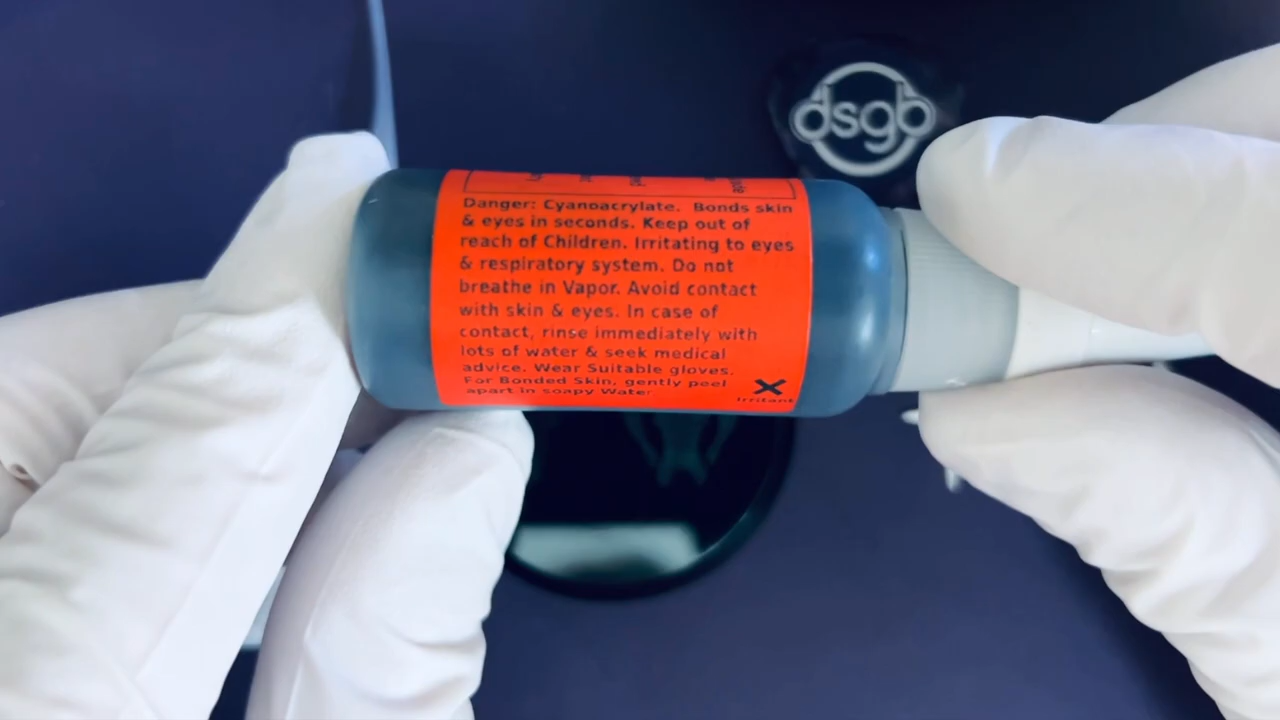 dsgb
Danger: Cyanoacrylate. Bonds skin
& eyes in seconds. Keep out of
reach of Children. Irritating to eyes
& respiratory system. Do not
breathe in Vapor. Avoid contact
with skin & eyes. In case of
contact, rinse immediately with
lots of water & seek medical
advice. Wear Suitable gloves.
For Bonded Skin, gently peel
apart in soapy Water
Irritant